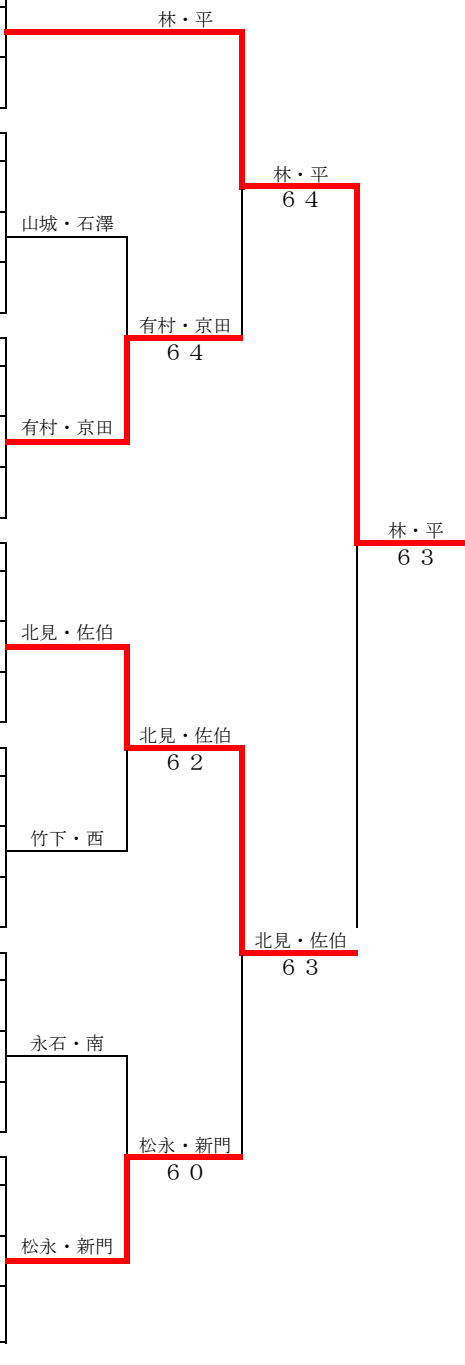 林・平
林・平
６４
山城・石澤
有村・京田
６４
有村・京田
林・平
６３
北見・佐伯
北見・佐伯
６２
竹下・西
北見・佐伯
６３
永石・南
松永・新門
６０
松永・新門